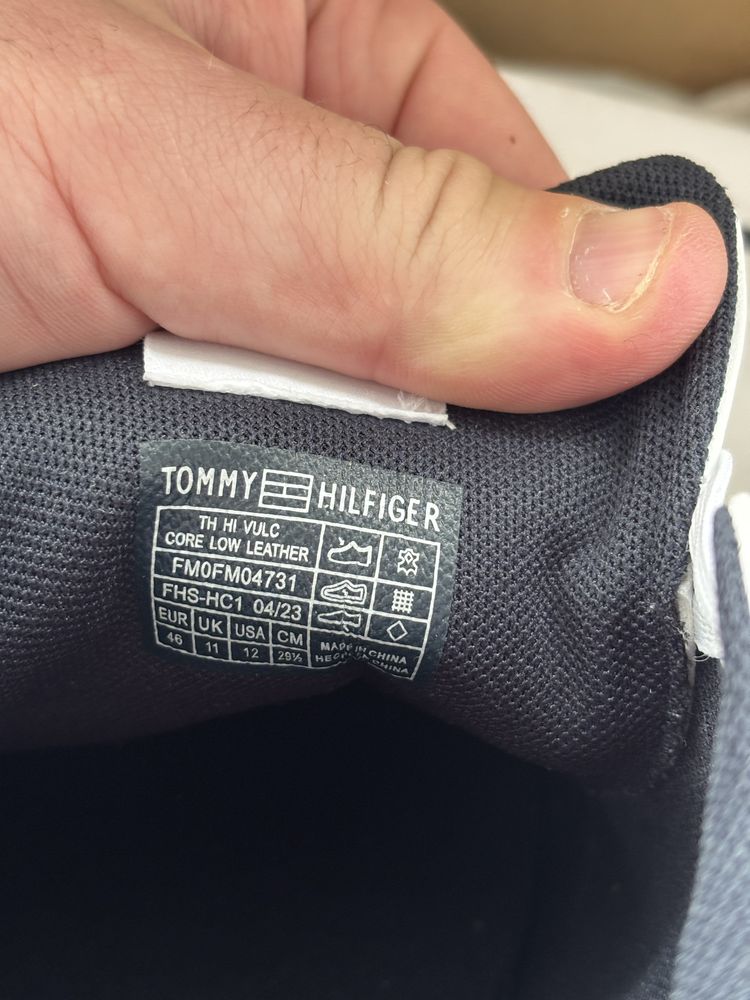 TOMMY HILFIGER
TH HI VULC
CORE LOW LEATHER
FM0FM04731
FHS-HC1 04/23
EUR UK USA CM
46 11 12 29½
MADE IN CHINA
CHINA